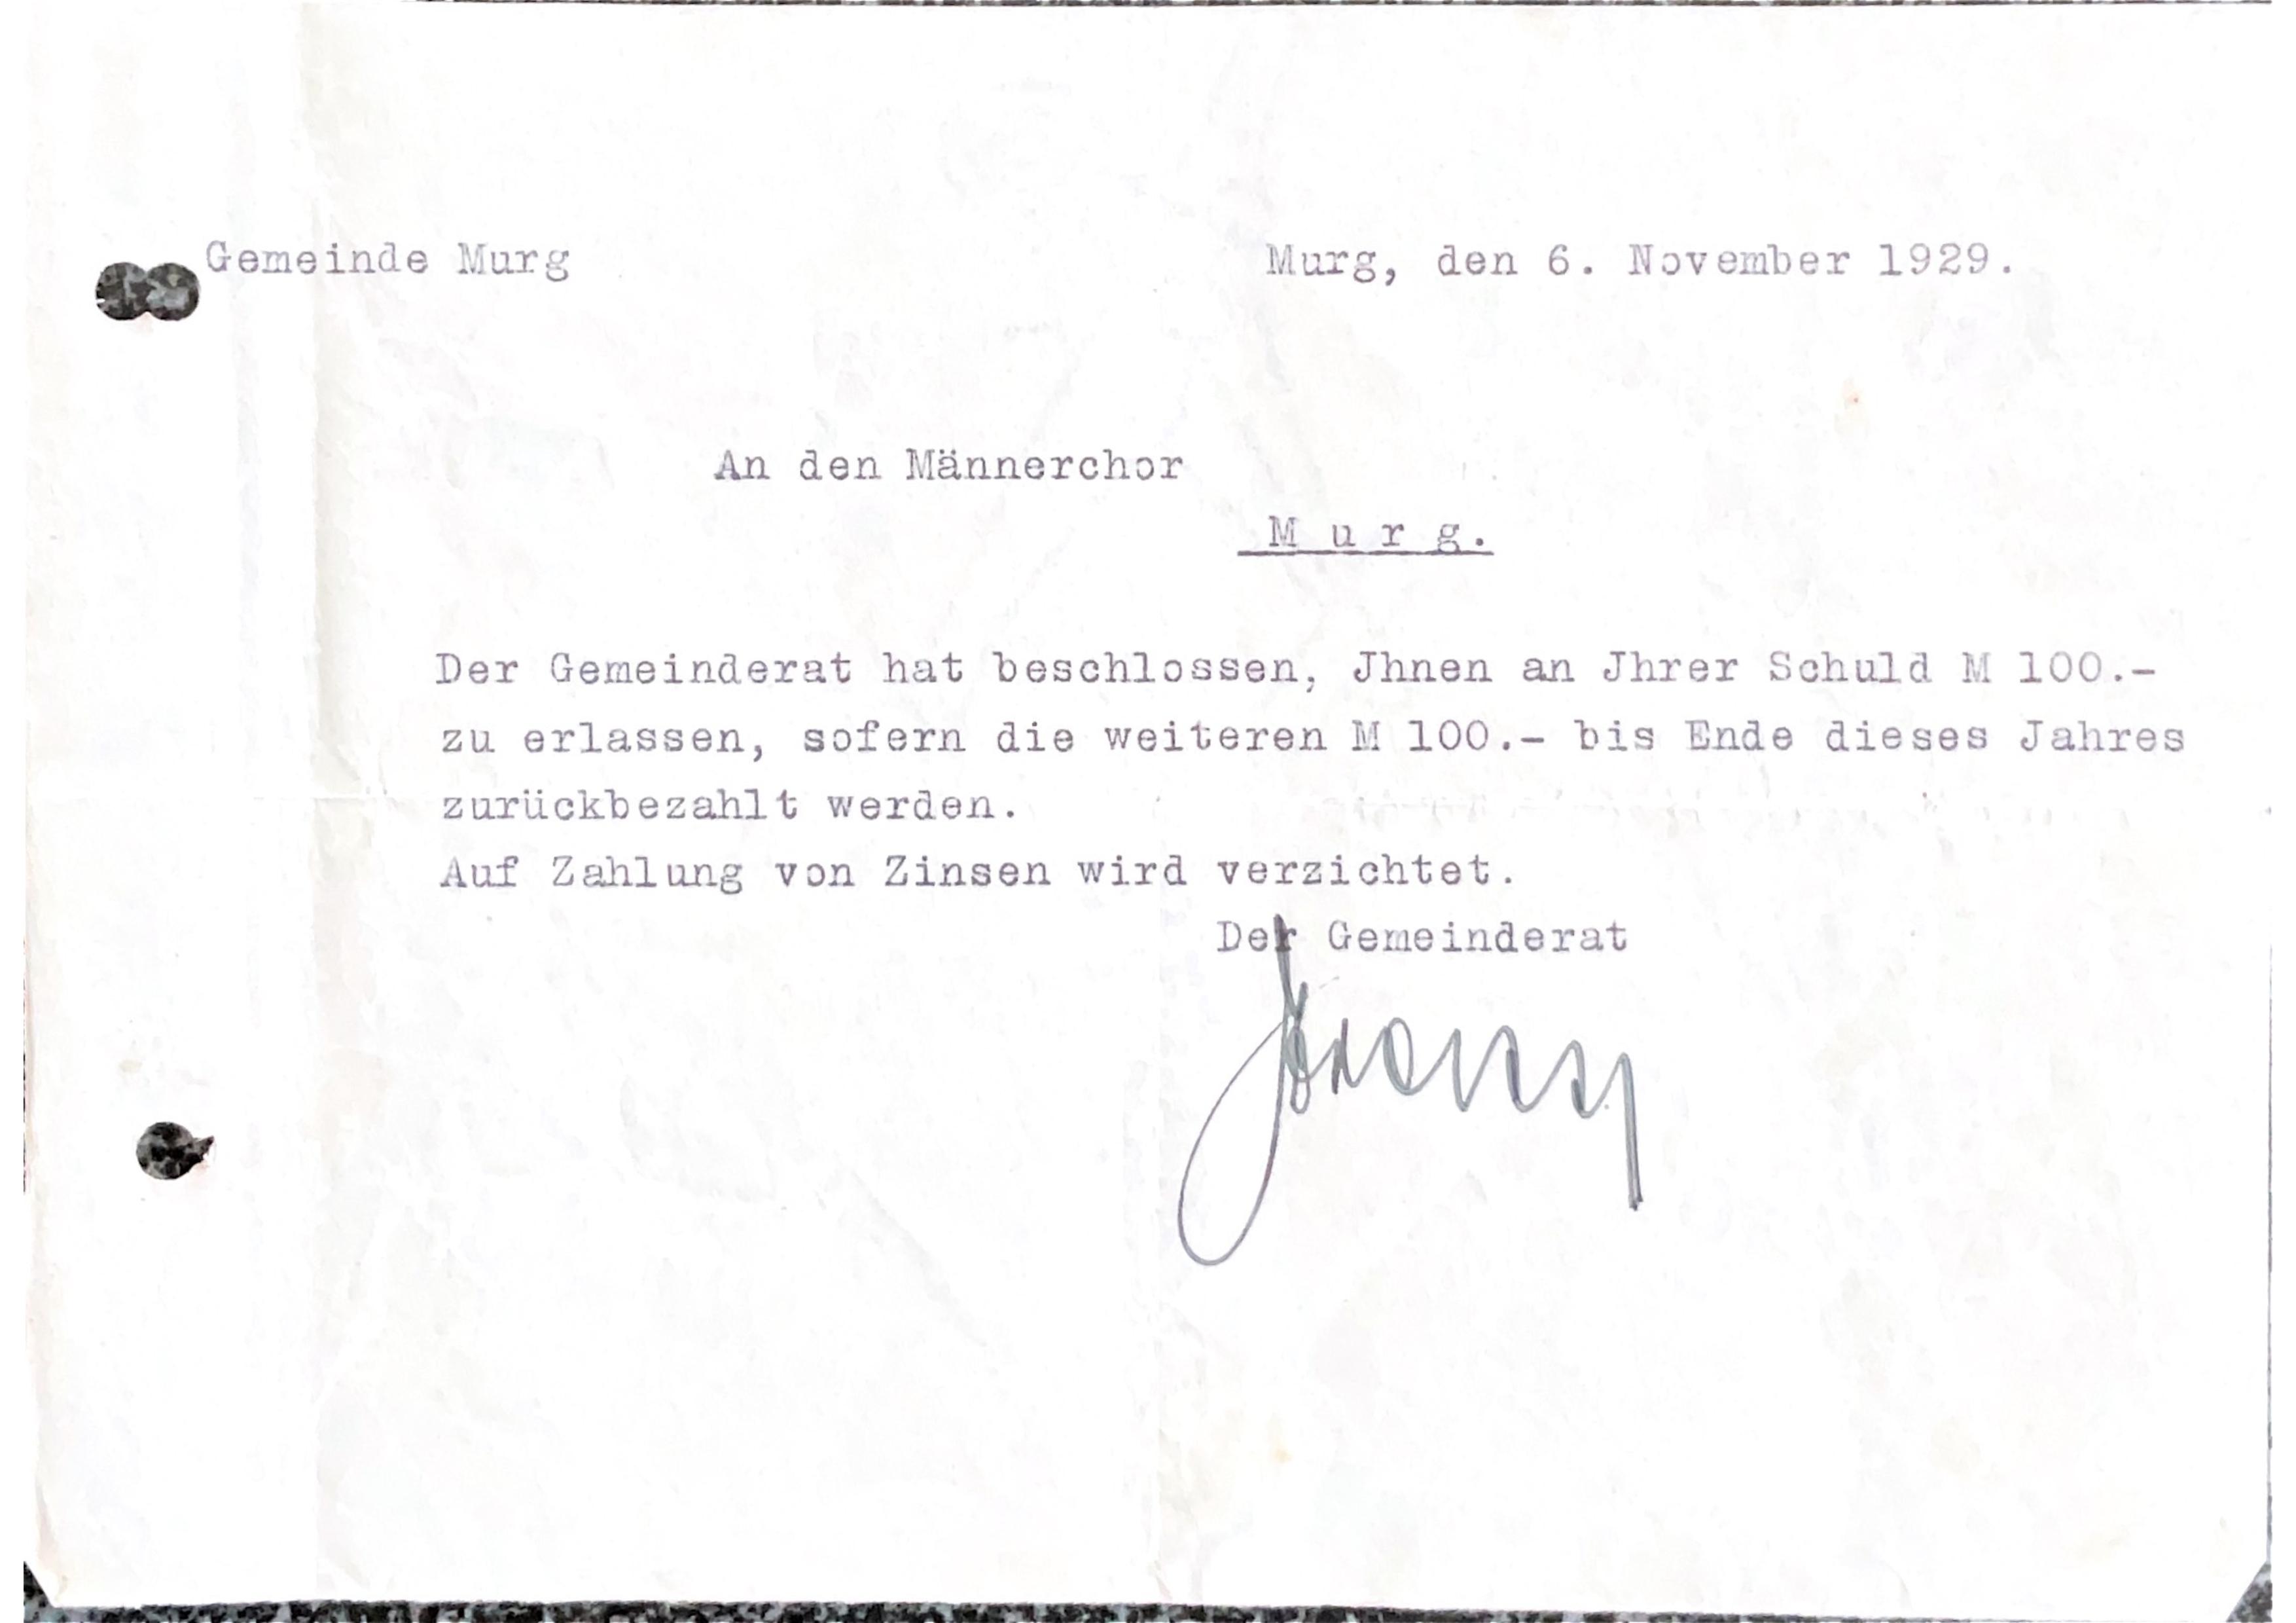 Gemeinde Murg
Murg, den 6. November 1929.
An den Männerchor
M u r g.
Der Gemeinderat hat beschlossen, Jhnen an Jhrer Schuld M 100.-
zu erlassen, sofern die weiteren M 100.- bis Ende dieses Jahres
zurückbezahlt werden.
Auf Zahlung von Zinsen wird verzichtet.
Der Gemeinderat